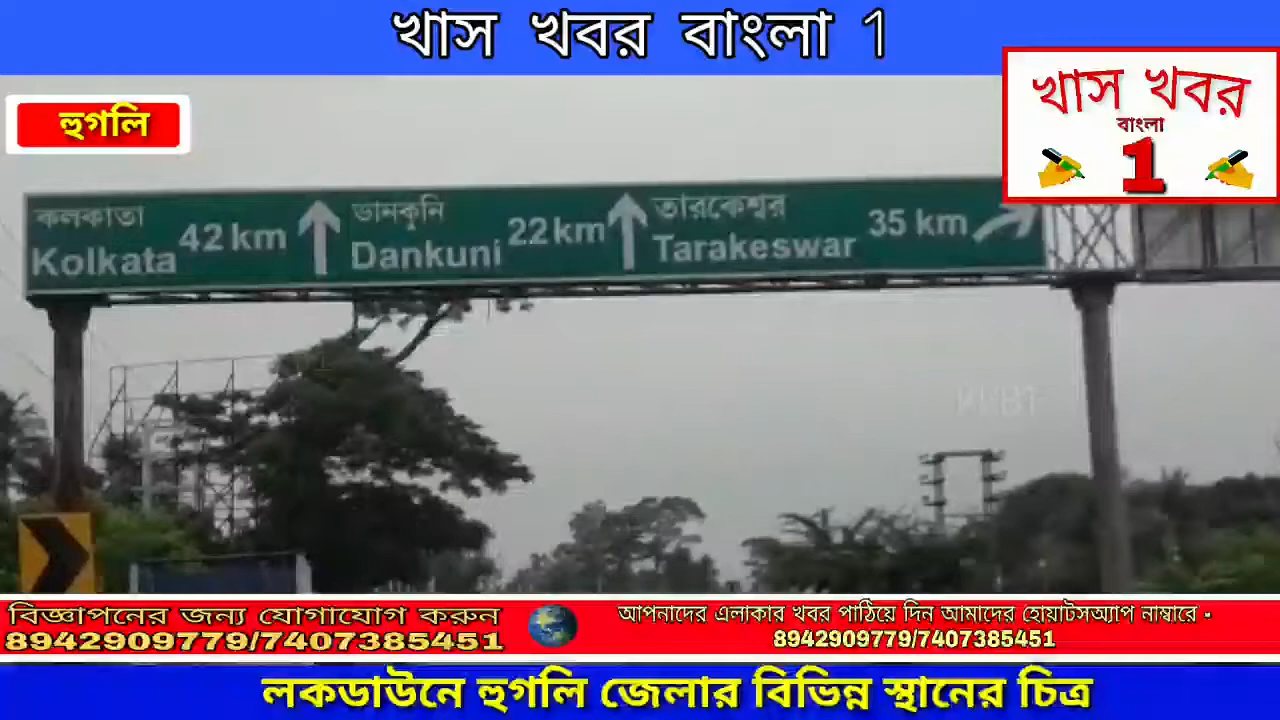 খাস খবর বাংলা 1
খাস খবর
বাংলা
1
হুগলি
কলকাতা
Kolkata 42 km
ডানকুনি
Dankuni 22 km
তারকেশ্বর
Tarakeswar 35 km
বিজ্ঞাপনের জন্য যোগাযোগ করুন
8942909779/7407385451
আপনাদের এলাকার খবর পাঠিয়ে দিন আমাদের হোয়াটসঅ্যাপ নাম্বারে -
8942909779/7407385451
লকডাউনে হুগলি জেলার বিভিন্ন স্থানের চিত্র